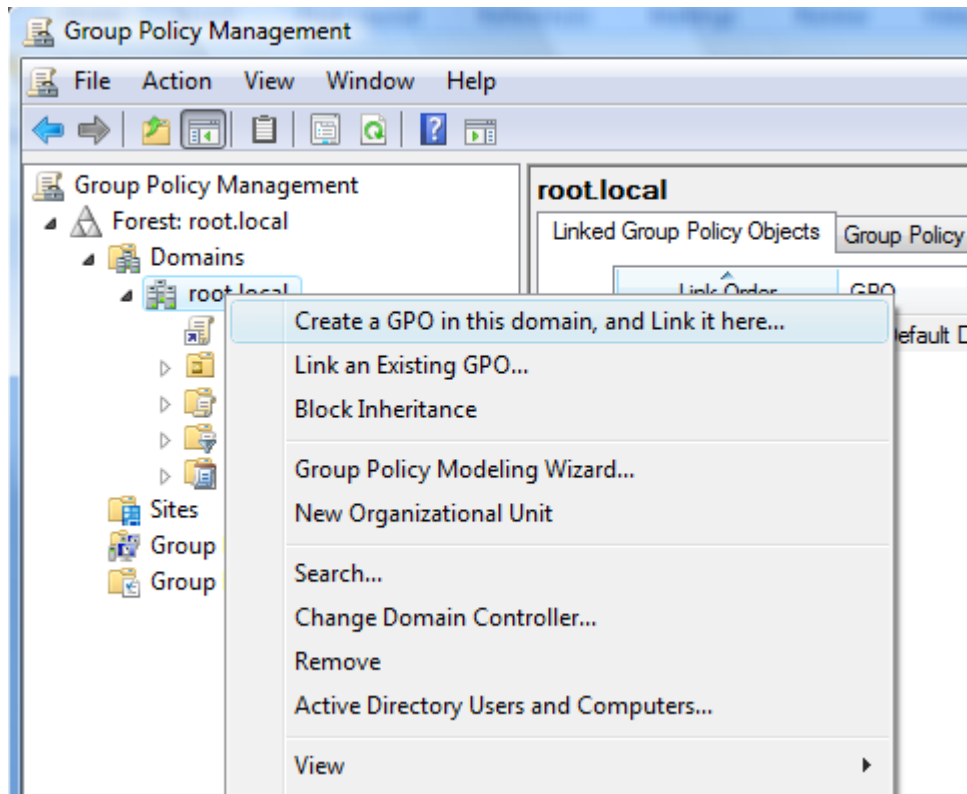 Group Policy Management
File Action View Window Help
Group Policy Management
Forest: root.local
Domains
root.local
Sites
Group
Group
root.local
Linked Group Policy Objects Group Policy
Link Order GPO
Default D
Create a GPO in this domain, and Link it here...
Link an Existing GPO...
Block Inheritance
Group Policy Modeling Wizard...
New Organizational Unit
Search...
Change Domain Controller...
Remove
Active Directory Users and Computers...
View